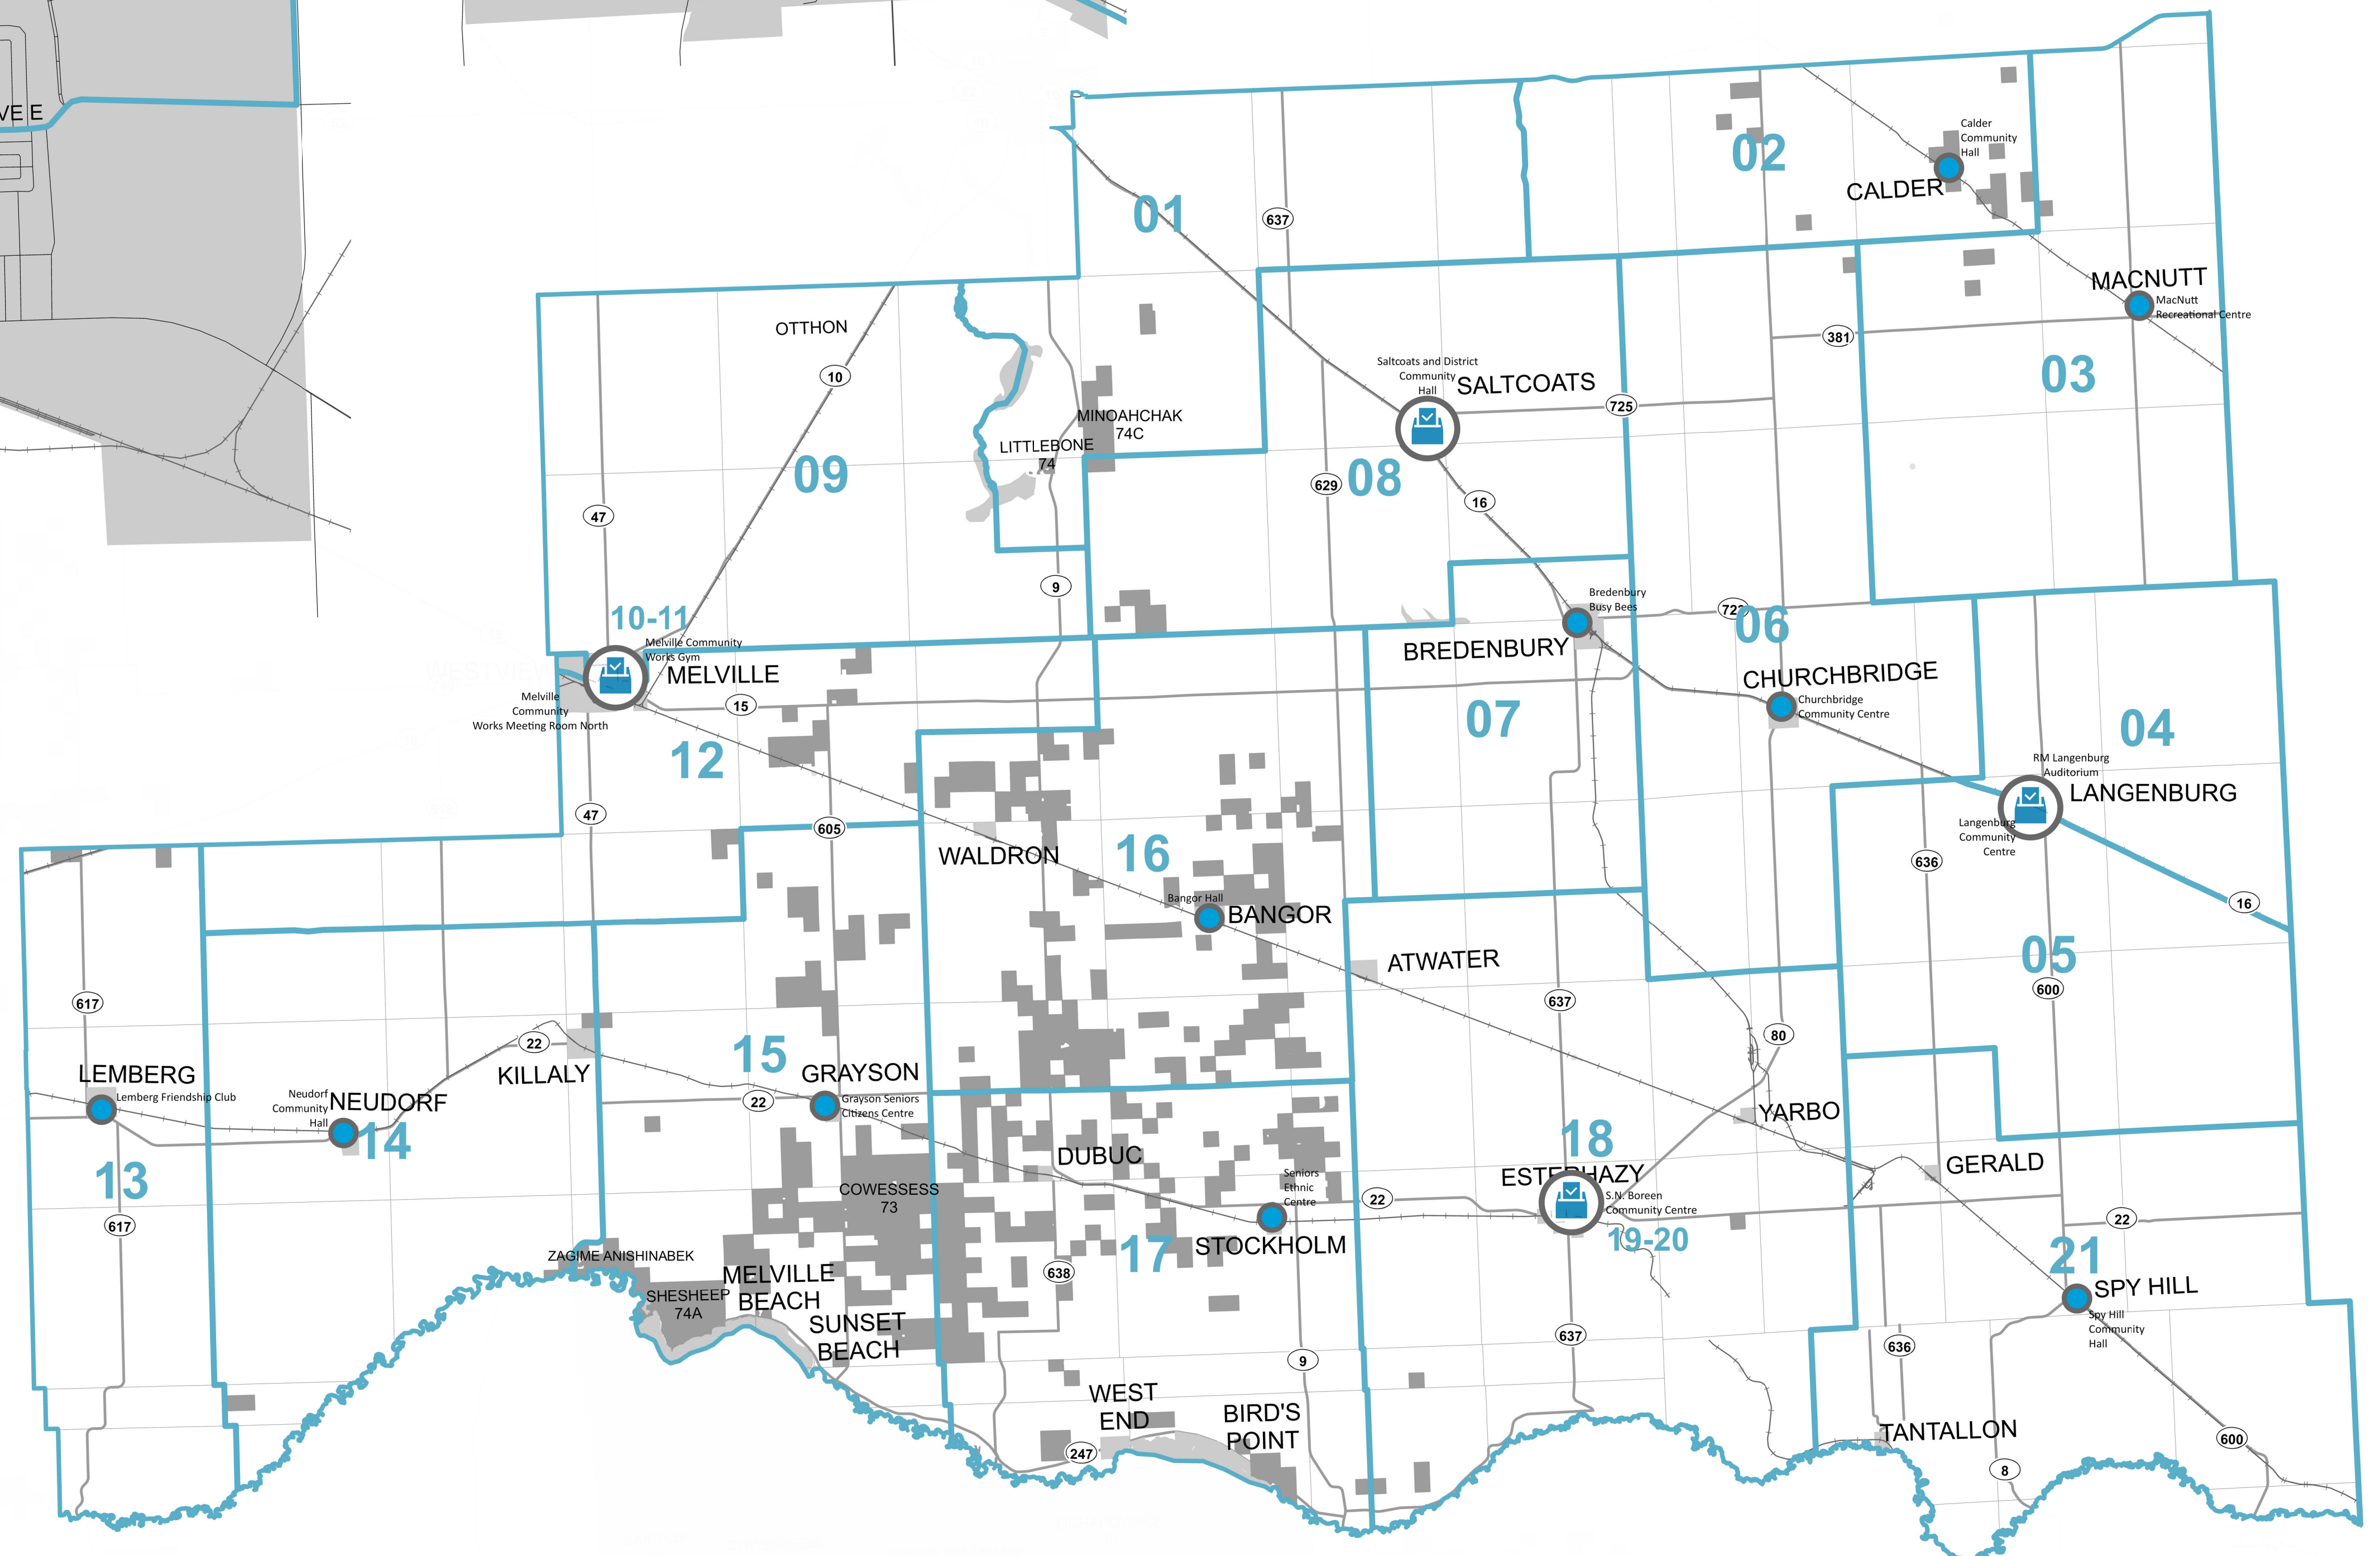 VE E
01
637
02
Calder
Community
Hall
CALDER
MACNUTT
MacNutt
Recreational Centre
381
03
OTTHON
10
09
47
MINOAHCHAK
74C
LITTLEBONE
74
9
Saltcoats and District
Community
Hall
SALTCOATS
725
629
08
16
10-11
Melville Community
Works Gym
MELVILLE
Melville
Community
Works Meeting Room North
15
12
47
605
Bredenbury
Busy Bees
BREDENBURY
07
06
CHURCHBRIDGE
Churchbridge
Community Centre
04
RM Langenburg
Auditorium
LANGENBURG
Langenburg
Community
Centre
636
16
05
600
WALDRON
16
Bangor Hall
BANGOR
ATWATER
637
80
617
LEMBERG
Lemberg Friendship Club
13
617
Neudorf
Community
Hall
NEUDORF
14
22
KILLALY
15
GRAYSON
22
Grayson Seniors
Citizens Centre
COWESSESS
73
ZAGIME ANISHINABEK
SHESHEEP
74A
MELVILLE
BEACH
SUNSET
BEACH
DUBUC
638
17
Seniors
Ethnic
Centre
STOCKHOLM
22
9
WEST
END
247
BIRD'S
POINT
18
ESTERHAZY
S.N. Boreen
Community Centre
19-20
637
YARBO
GERALD
22
21
SPY HILL
Spy Hill
Community
Hall
636
TANTALLON
8
600